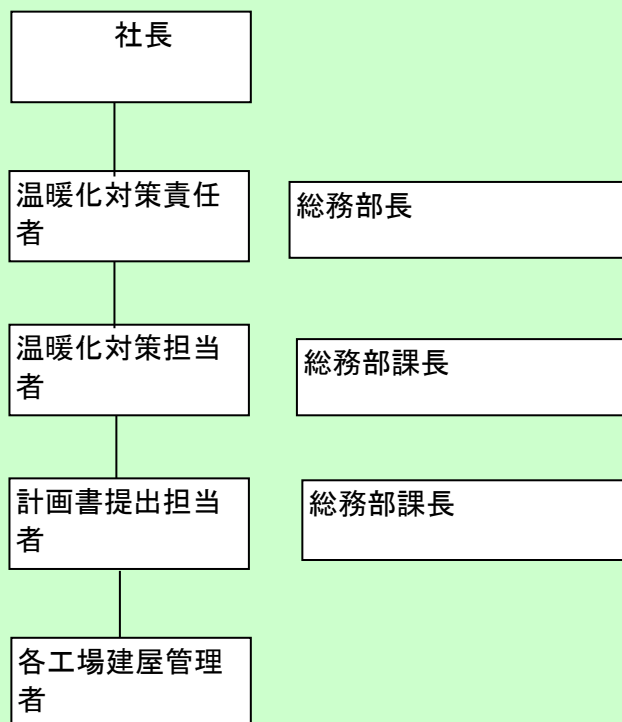 社長
温暖化対策責任
者
総務部長
温暖化対策担当
者
総務部課長
計画書提出担当
者
総務部課長
各工場建屋管理
者